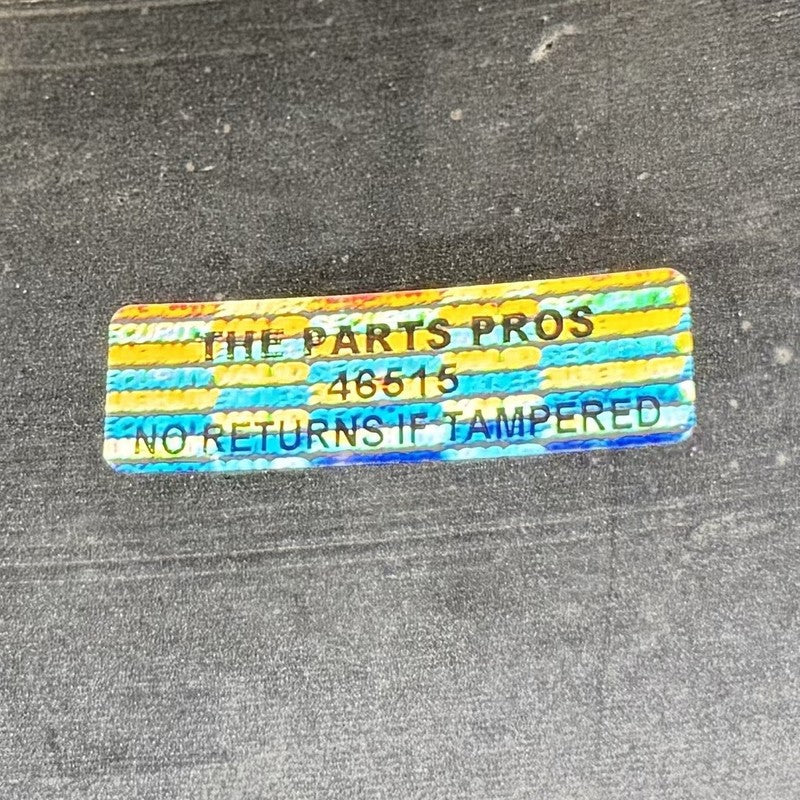 THE PARTS PROS
46515
NO RETURNS IF TAMPERED